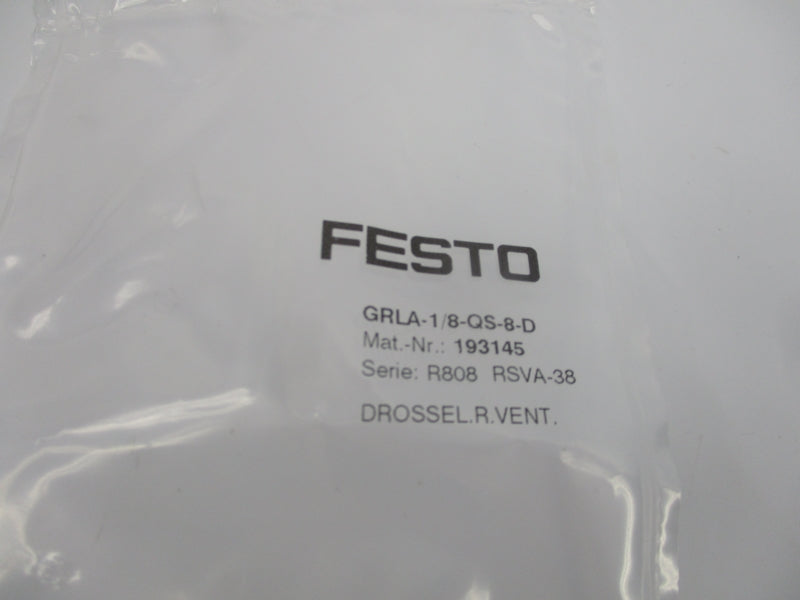 FESTO
GRLA-1/8-QS-8-D
Mat.-Nr.: 193145
Serie: R808 RSVA-38
DROSSEL.R.VENT.